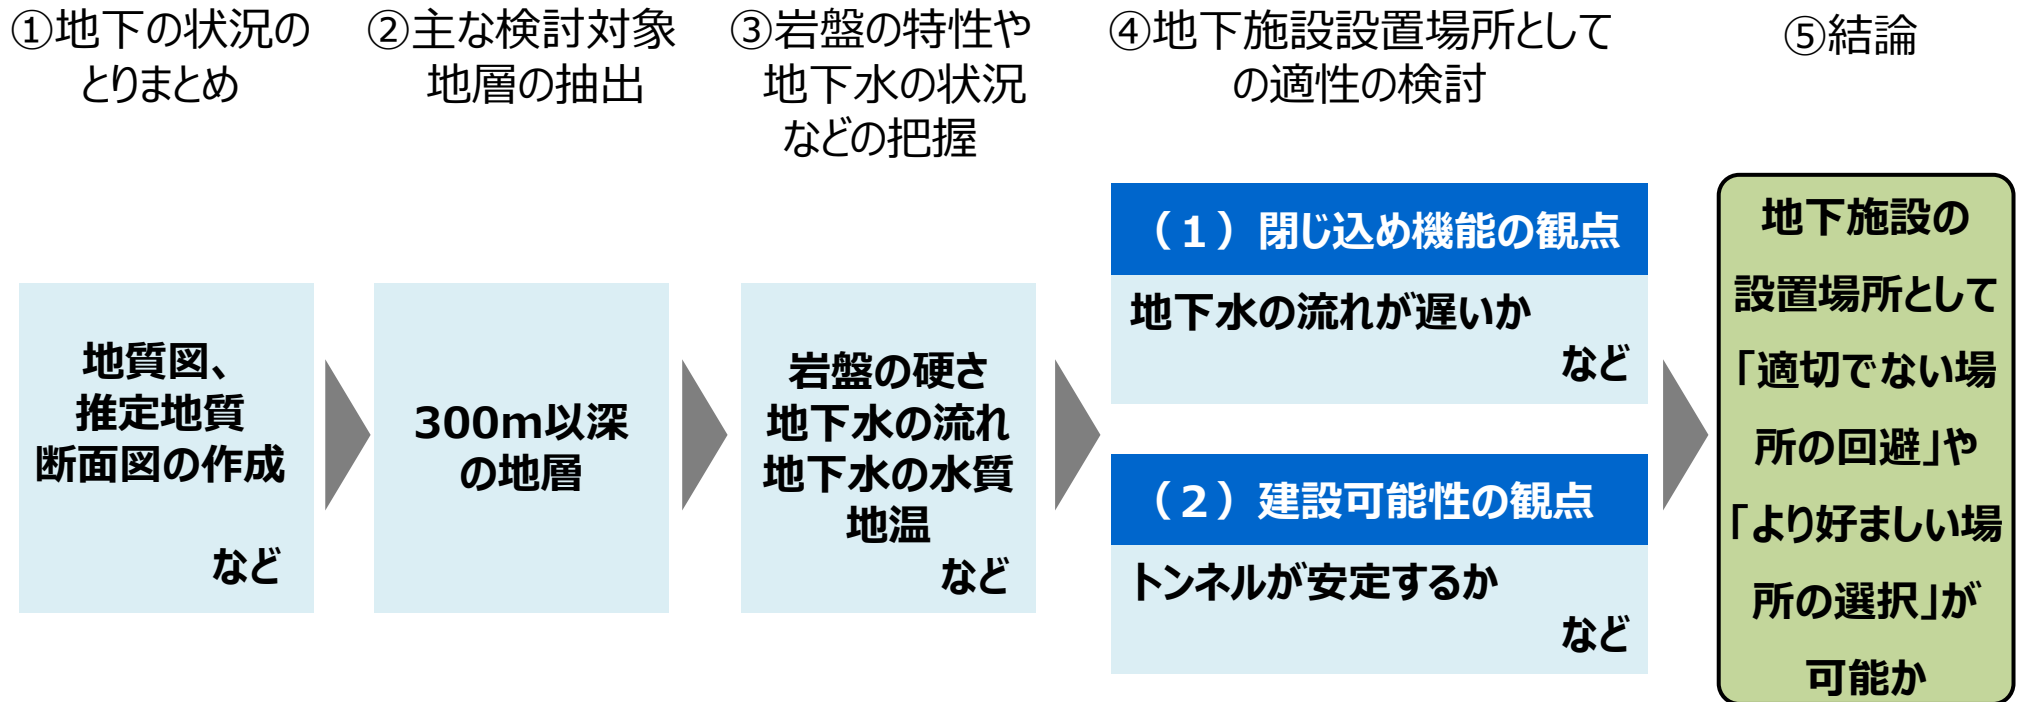 ①地下の状況の
とりまとめ
②主な検討対象
地層の抽出
③岩盤の特性や
地下水の状況
などの把握
④地下施設設置場所として
の適性の検討
⑤結論
地質図、
推定地質
断面図の作成
など
300m以深
の地層
岩盤の硬さ
地下水の流れ
地下水の水質
地温
など
（１）閉じ込め機能の観点
地下水の流れが遅いか
など
（２）建設可能性の観点
トンネルが安定するか
など
地下施設の
設置場所として
「適切でない場
所の回避」や
「より好ましい場
所の選択」が
可能か